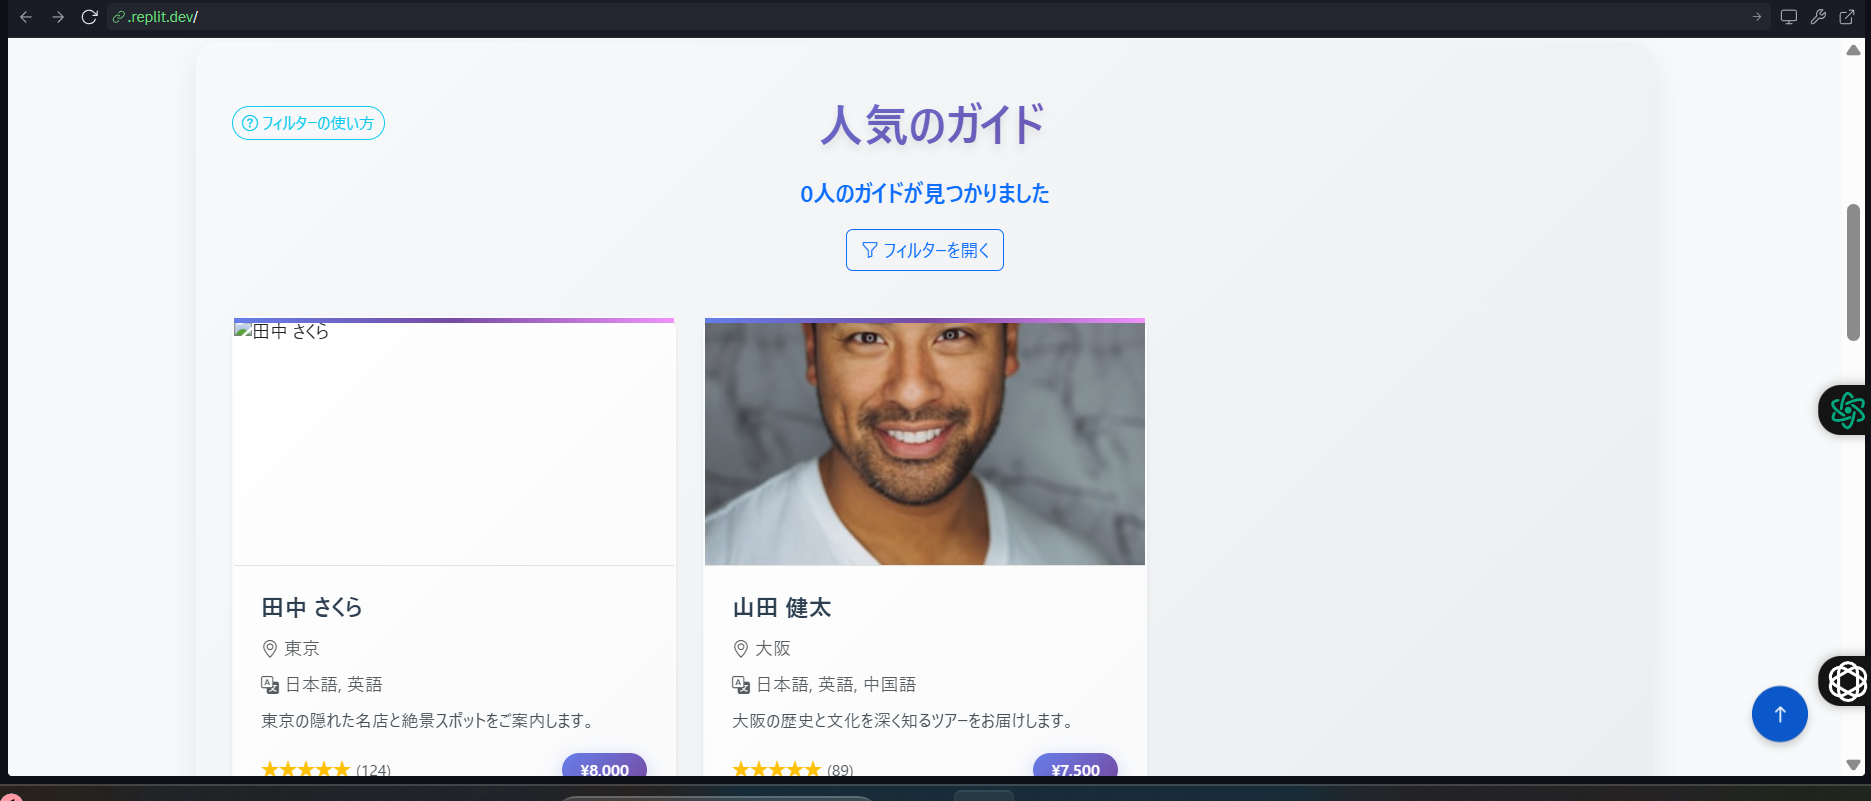 .replit.dev/
フィルターの使い方
人気のガイド
0人のガイドが見つかりました
フィルターを開く
田中 さくら
田中 さくら
東京
日本語, 英語
東京の隠れた名店と絶景スポットをご案内します。
★★★★★ (124)
¥8,000
山田 健太
大阪
日本語, 英語, 中国語
大阪の歴史と文化を深く知るツアーをお届けします。
★★★★★ (89)
¥7,500